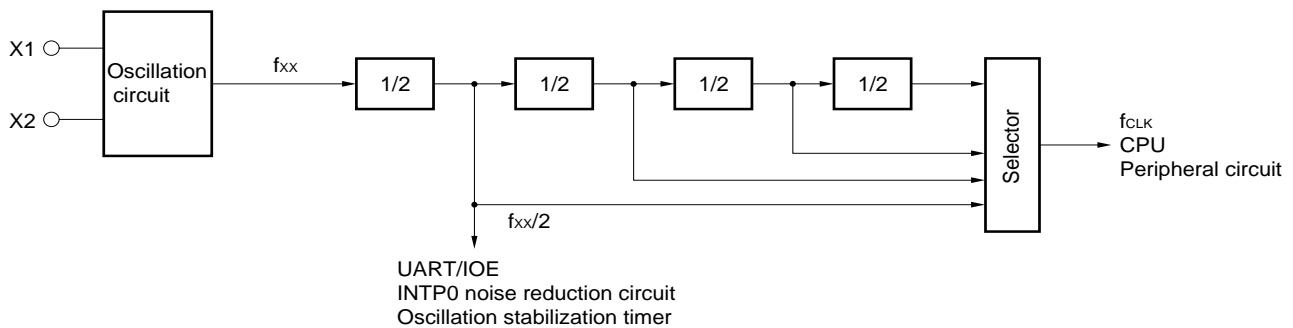 X1
X2
Oscillation
circuit
fXX
1/2
1/2
1/2
1/2
Selector
fCLK
CPU
Peripheral circuit
fXX/2
UART/IOE
INTP0 noise reduction circuit
Oscillation stabilization timer